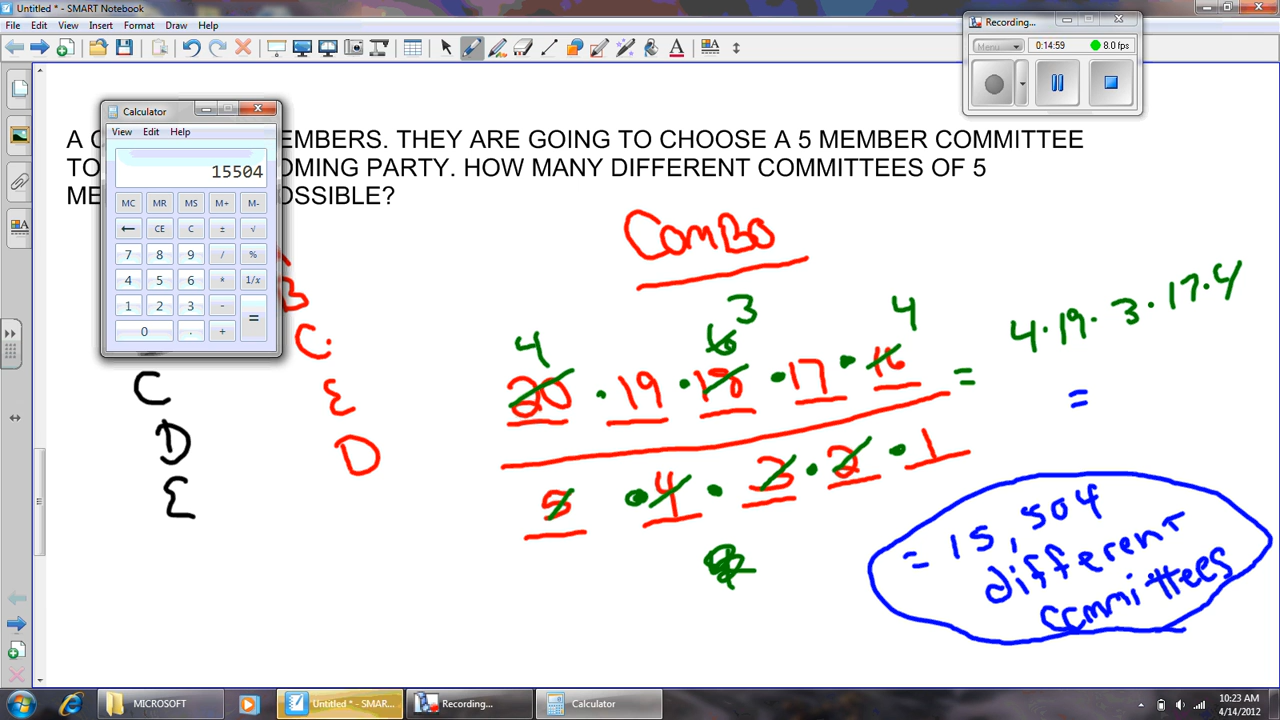 Untitled * - SMART Notebook
File Edit View Insert Format Tools Draw Help
Recording...
Menu 0:14:59 8.0 fps
Calculator
View Edit Help
15504
MC MR MS M+ M-
← CE C ± √
7 8 9 / %
4 5 6 * 1/x
1 2 3 - =
0 . +
A C EMBERS. THEY ARE GOING TO CHOOSE A 5 MEMBER COMMITTEE
TO OMING PARTY. HOW MANY DIFFERENT COMMITTEES OF 5
ME OSSIBLE?
COMBO
B
C
E
D
C
D
E
4 6 3 4
20 · 19 · 18 · 17 · 16 =
5 · 4 · 3 · 2 · 1
4 · 19 · 3 · 17 · 4
=
= 15,504
different
committees
MICROSOFT
Untitled * - SMAR...
Recording...
Calculator
10:23 AM
4/14/2012